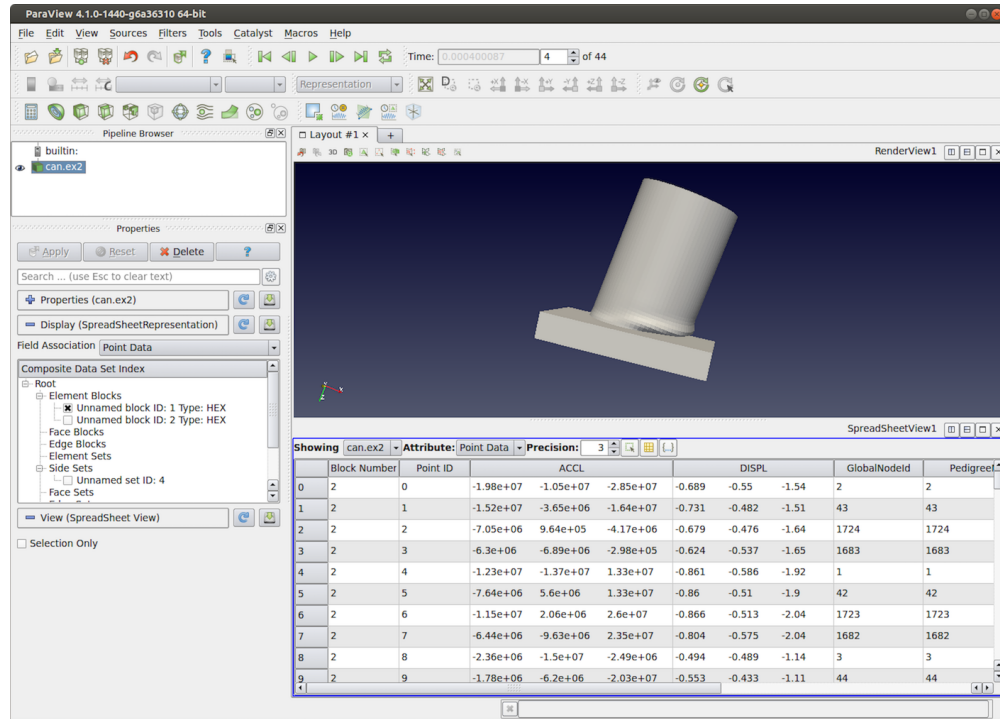 ParaView 4.1.0-1440-g6a36310 64-bit
File Edit View Sources Filters Tools Catalyst Macros Help
Time: 0.000400087 4 of 44
Representation
Pipeline Browser
builtin:
can.ex2
Properties
Apply Reset Delete ?
Search ... (use Esc to clear text)
Properties (can.ex2)
Display (SpreadSheetRepresentation)
Field Association Point Data
Composite Data Set Index
Root
Element Blocks
Unnamed block ID: 1 Type: HEX
Unnamed block ID: 2 Type: HEX
Face Blocks
Edge Blocks
Element Sets
Side Sets
Unnamed set ID: 4
Face Sets
View (SpreadSheet View)
Selection Only
Layout #1 +
3D RenderView1
SpreadSheetView1
Showing can.ex2 Attribute: Point Data Precision: 3
Block Number Point ID ACCL DISPL GlobalNodeId
0 2 0 -1.98e+07 -1.05e+07 -2.85e+07 -0.689 -0.55 -1.54 2 2
1 2 1 -1.52e+07 -3.65e+06 -1.64e+07 -0.731 -0.482 -1.51 43 43
2 2 2 -7.05e+06 9.64e+05 -4.17e+06 -0.679 -0.476 -1.64 1724 1724
3 2 3 -6.3e+06 -6.89e+06 -2.98e+05 -0.624 -0.537 -1.65 1683 1683
4 2 4 -1.23e+07 -1.37e+07 1.33e+07 -0.861 -0.586 -1.92 1 1
5 2 5 -7.64e+06 5.6e+06 1.33e+07 -0.86 -0.51 -1.9 42 42
6 2 6 -1.15e+07 2.06e+06 2.6e+07 -0.866 -0.513 -2.04 1723 1723
7 2 7 -6.44e+06 -9.63e+06 2.35e+07 -0.804 -0.575 -2.04 1682 1682
8 2 8 -2.36e+06 -1.5e+07 -2.49e+06 -0.494 -0.489 -1.14 3 3
9 2 9 -1.78e+06 -6.2e+06 -2.03e+07 -0.553 -0.433 -1.11 44 44